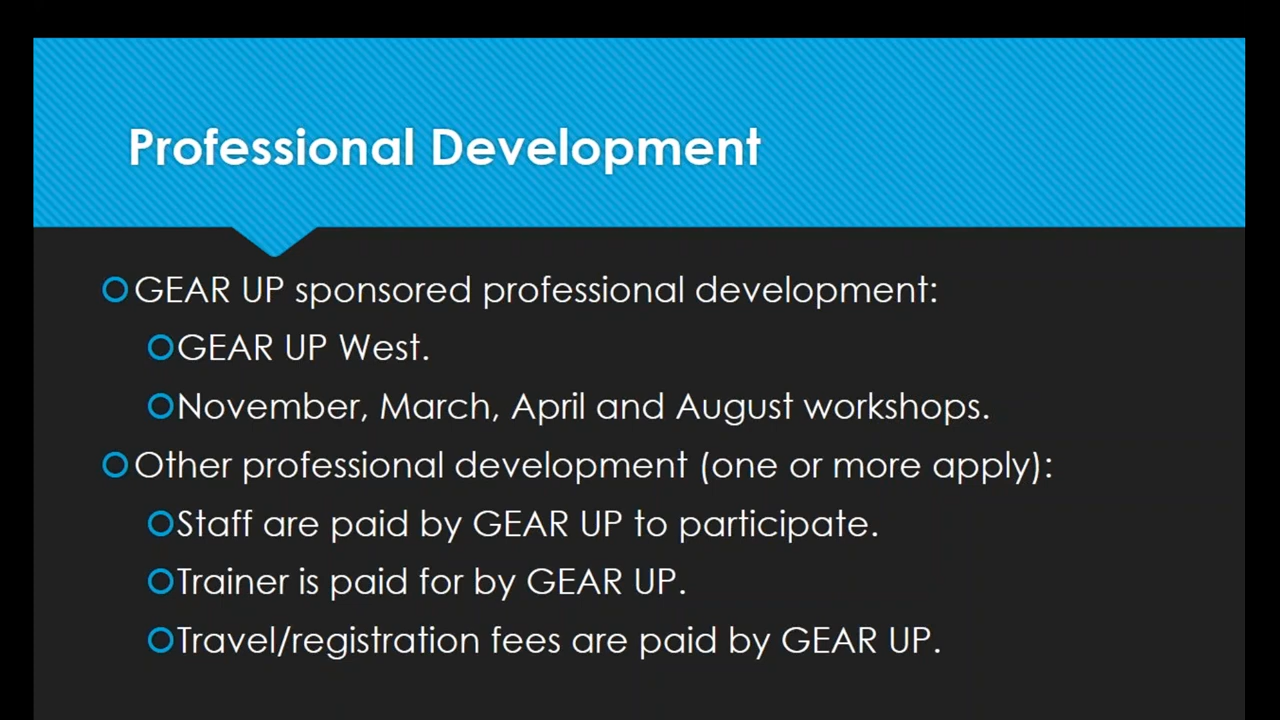 Professional Development
GEAR UP sponsored professional development:
GEAR UP West.
November, March, April and August workshops.
Other professional development (one or more apply):
Staff are paid by GEAR UP to participate.
Trainer is paid for by GEAR UP.
Travel/registration fees are paid by GEAR UP.